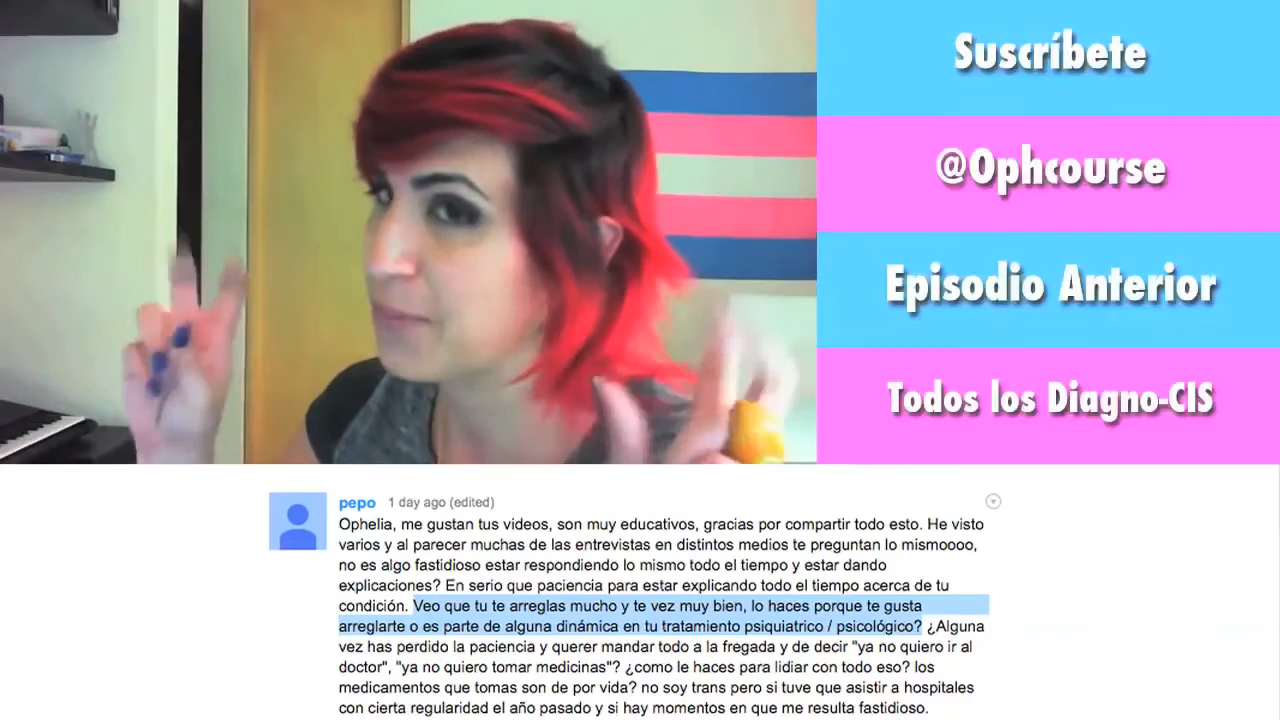 Suscríbete
@Ophcourse
Episodio Anterior
Todos los Diagno-CIS
pepo 1 day ago (edited)
Ophelia, me gustan tus videos, son muy educativos, gracias por compartir todo esto. He visto
varios y al parecer muchas de las entrevistas en distintos medios te preguntan lo mismoooo,
no es algo fastidioso estar respondiendo lo mismo todo el tiempo y estar dando
explicaciones? En serio que paciencia para estar explicando todo el tiempo acerca de tu
condición. Veo que tu te arreglas mucho y te vez muy bien, lo haces porque te gusta
arreglarte o es parte de alguna dinámica en tu tratamiento psiquiatrico / psicológico? ¿Alguna
vez has perdido la paciencia y querer mandar todo a la fregada y de decir "ya no quiero ir al
doctor", "ya no quiero tomar medicinas"? ¿como le haces para lidiar con todo eso? los
medicamentos que tomas son de por vida? no soy trans pero si tuve que asistir a hospitales
con cierta regularidad el año pasado y si hay momentos en que me resulta fastidioso.